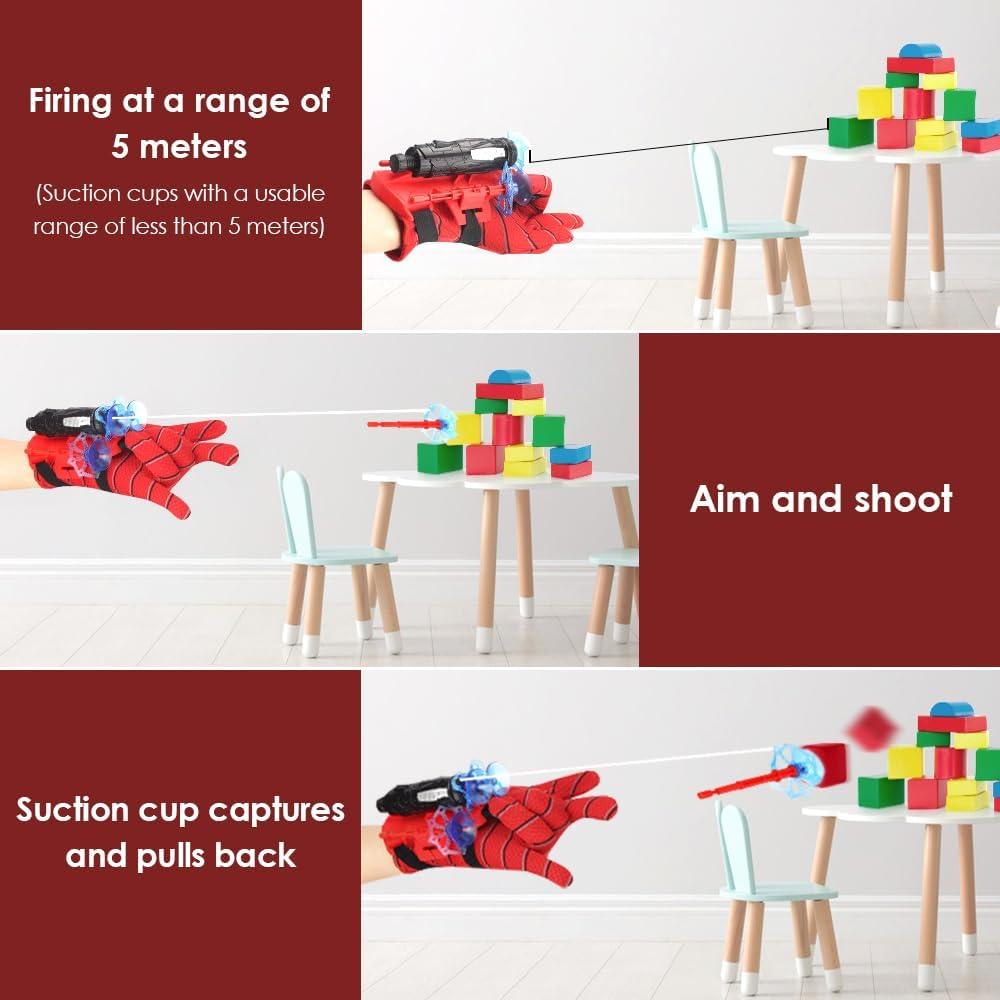 Firing at a range of
5 meters
(Suction cups with a usable
range of less than 5 meters)
Aim and shoot
Suction cup captures
and pulls back